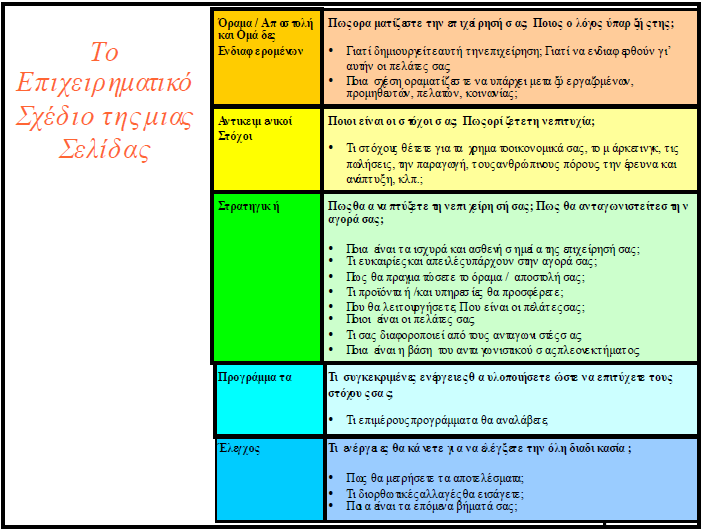 Το
Επιχειρηματικό
Σχέδιο της μιας
Σελίδας
Όραμα / Αποστολή
και Ομάδες
Ενδιαφερομένων
Πως οραματίζεστε την επιχείρησή σας; Ποιος ο λόγος ύπαρξής της;
• Γιατί δημιουργείτε αυτή την επιχείρηση; Γιατί να ενδιαφερθούν γι’
αυτήν οι πελάτες σας;
• Ποια σχέση οραματίζεστε να υπάρχει μεταξύ εργαζομένων,
προμηθευτών, πελατών, κοινωνίας;
Αντικειμενικοί
Στόχοι
Ποιοι είναι οι στόχοι σας; Πως ορίζετε τη επιτυχία;
• Τι στόχους θέτετε για τα χρηματοοικονομικά σας, το μάρκετινγκ, τις
πωλήσεις, την παραγωγή, τους ανθρώπινους πόρους, την έρευνα και
ανάπτυξη, κλπ.;
Στρατηγική
Πως θα αναπτύξετε τη νεπιχείρησή σας; Πως θα ανταγωνιστείτε στην
αγορά σας;
• Ποια είναι τα ισχυρά και ασθενή σημεία της επιχείρησή σας;
• Τι ευκαιρίες και απειλές υπάρχουν στην αγορά σας;
• Πως θα πραγματώσετε το όραμα / αποστολή σας;
• Τι προϊόντα ή /και υπηρεσίες θα προσφέρετε;
• Που θα λειτουργήσετε; Που είναι οι πελάτες σας;
• Ποιοι είναι οι πελάτες σας;
• Τι σας διαφοροποιεί από τους ανταγωνιστές σας;
• Ποια είναι η βάση του ανταγωνιστικού σας πλεονεκτήματος;
Προγράμματα
Τι συγκεκριμένες ενέργειες θα υλοποιήσετε ώστε να επιτύχετε τους
στόχους σας;
• Τι επιμέρους προγράμματα θα αναλάβετε;
Έλεγχος
Τι ενέργειες θα κάνετε για να ελέγξετε την όλη διαδικασία;
• Πως θα μετρήσετε τα αποτελέσματα;
• Τι διορθωτικές αλλαγές θα εισάγετε;
• Ποια είναι τα επόμενα βήματά σας;